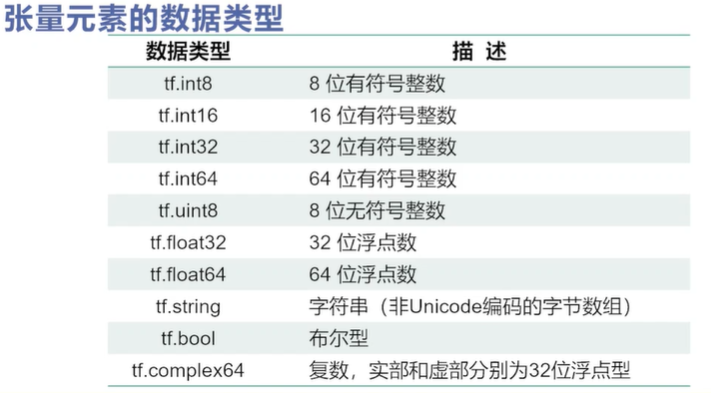 张量元素的数据类型
数据类型 描 述
tf.int8 8 位有符号整数
tf.int16 16 位有符号整数
tf.int32 32 位有符号整数
tf.int64 64 位有符号整数
tf.uint8 8 位无符号整数
tf.float32 32 位浮点数
tf.float64 64 位浮点数
tf.string 字符串（非Unicode编码的字节数组）
tf.bool 布尔型
tf.complex64 复数，实部和虚部分别为32位浮点型